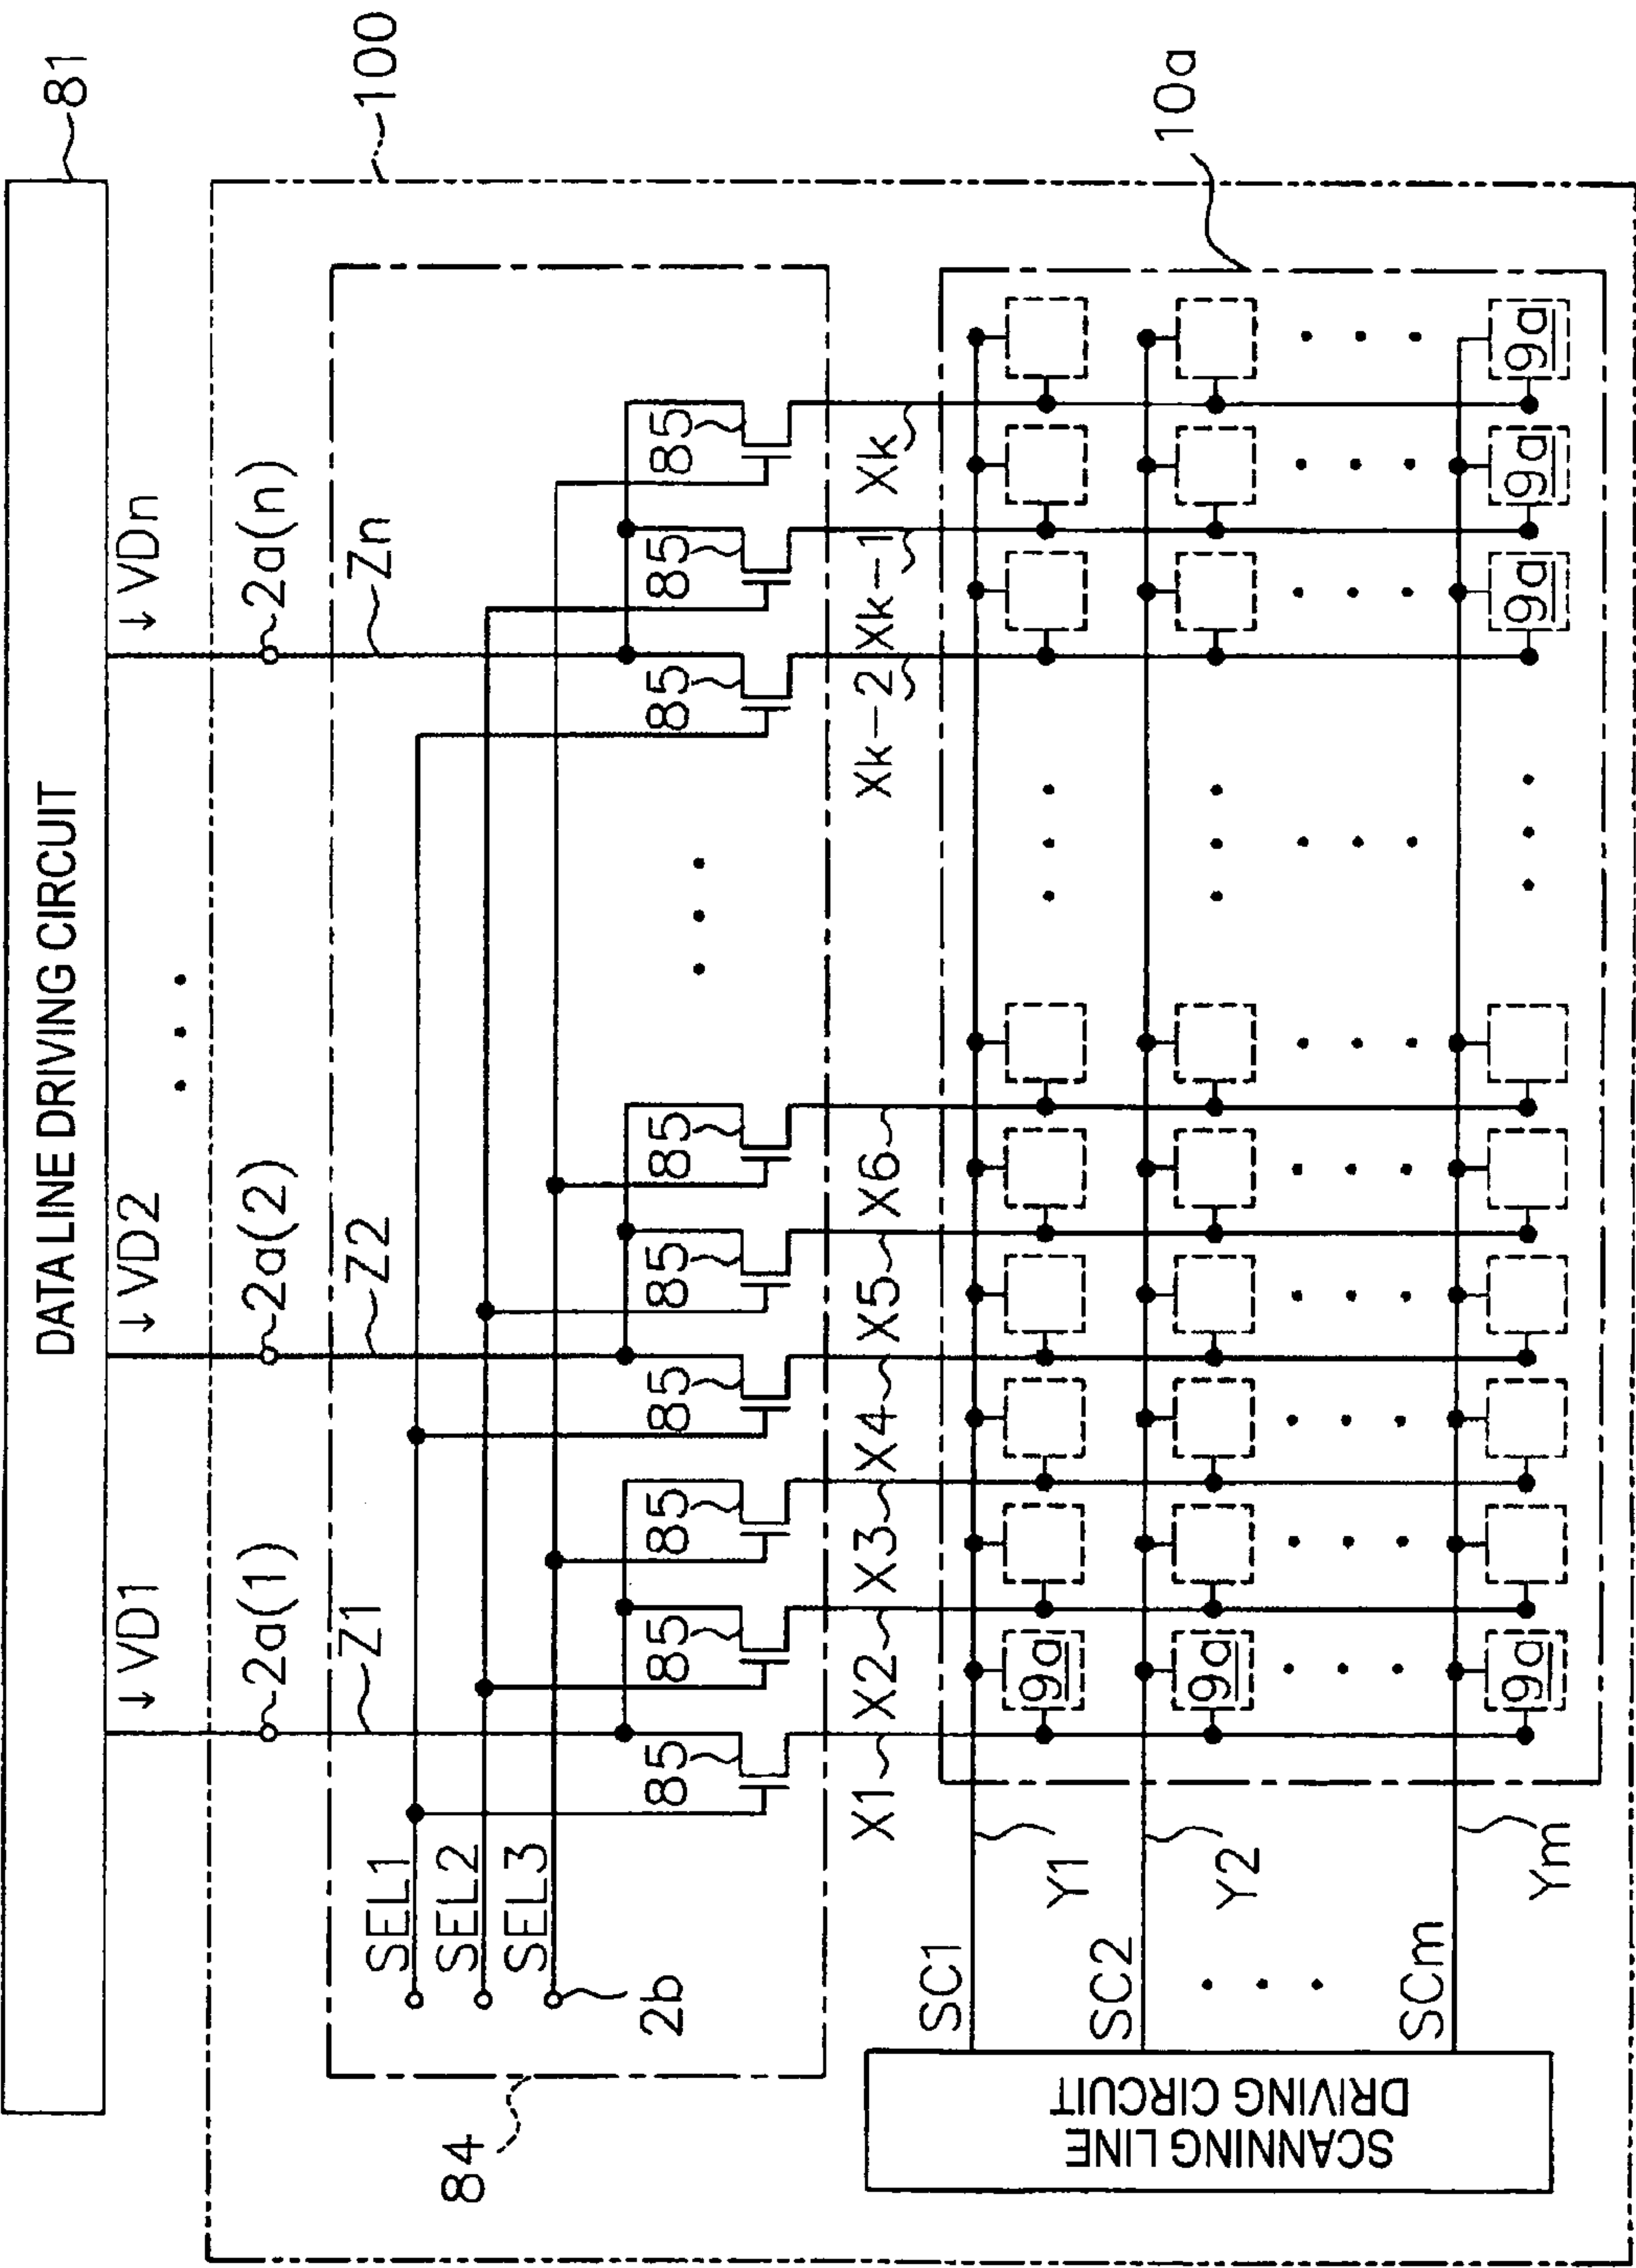 DATA LINE DRIVING CIRCUIT
81
↓ VD1
↓ VD2
↓ VDn
100
2a(1)
2a(2)
2a(n)
Z1
Z2
Zn
84
SEL1
SEL2
SEL3
2b
85
85
85
85
85
85
85
85
85
X1
X2
X3
X4
X5
X6
Xk-2
Xk-1
Xk
10a
SCANNING LINE
DRIVING CIRCUIT
SC1
Y1
9a
SC2
Y2
9a
SCm
Ym
9a
9a
9a
9a